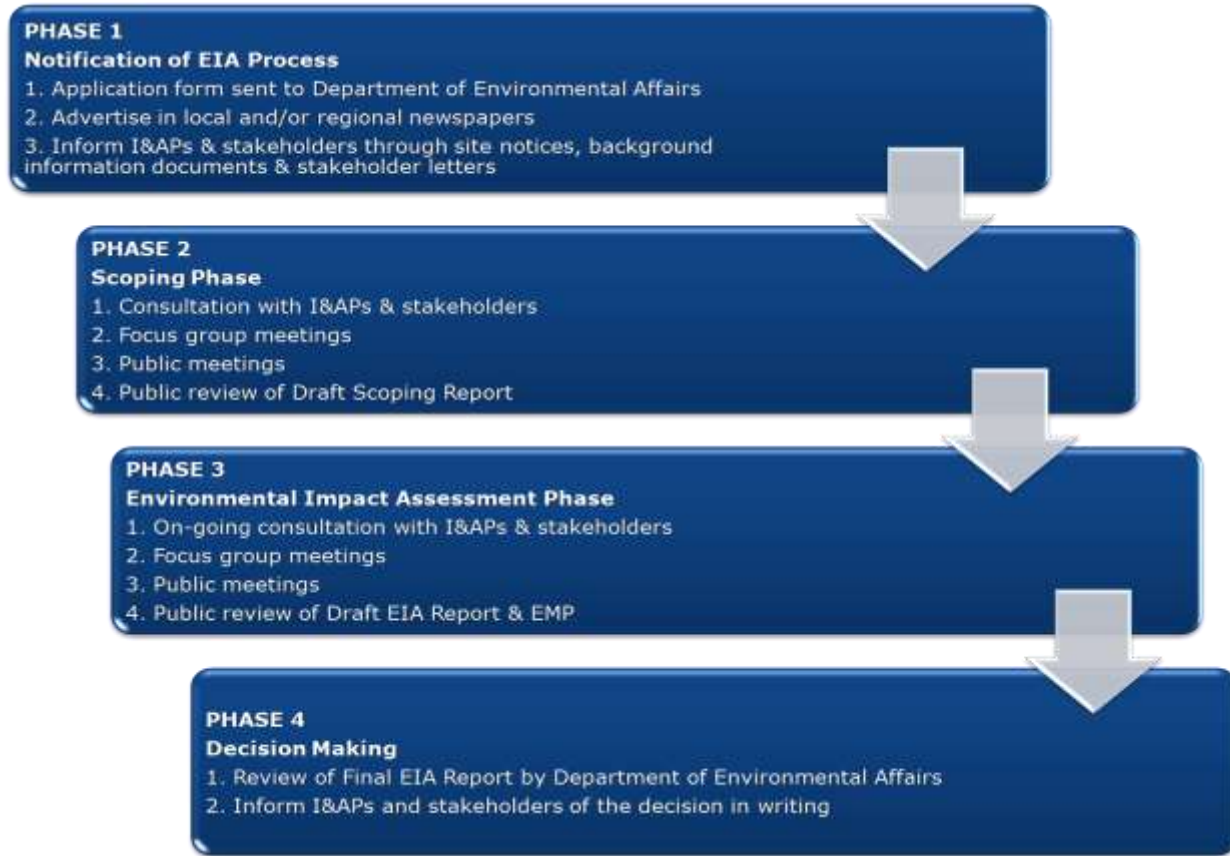 PHASE 1
Notification of EIA Process
1. Application form sent to Department of Environmental Affairs
2. Advertise in local and/or regional newspapers
3. Inform I&APs & stakeholders through site notices, background
information documents & stakeholder letters
PHASE 2
Scoping Phase
1. Consultation with I&APs & stakeholders
2. Focus group meetings
3. Public meetings
4. Public review of Draft Scoping Report
PHASE 3
Environmental Impact Assessment Phase
1. On-going consultation with I&APs & stakeholders
2. Focus group meetings
3. Public meetings
4. Public review of Draft EIA Report & EMP
PHASE 4
Decision Making
1. Review of Final EIA Report by Department of Environmental Affairs
2. Inform I&APs and stakeholders of the decision in writing